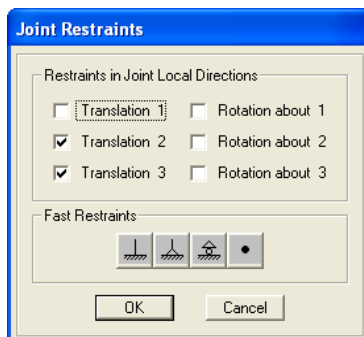 Joint Restraints
Restraints in Joint Local Directions
Translation 1 Rotation about 1
Translation 2 Rotation about 2
Translation 3 Rotation about 3
Fast Restraints
OK Cancel